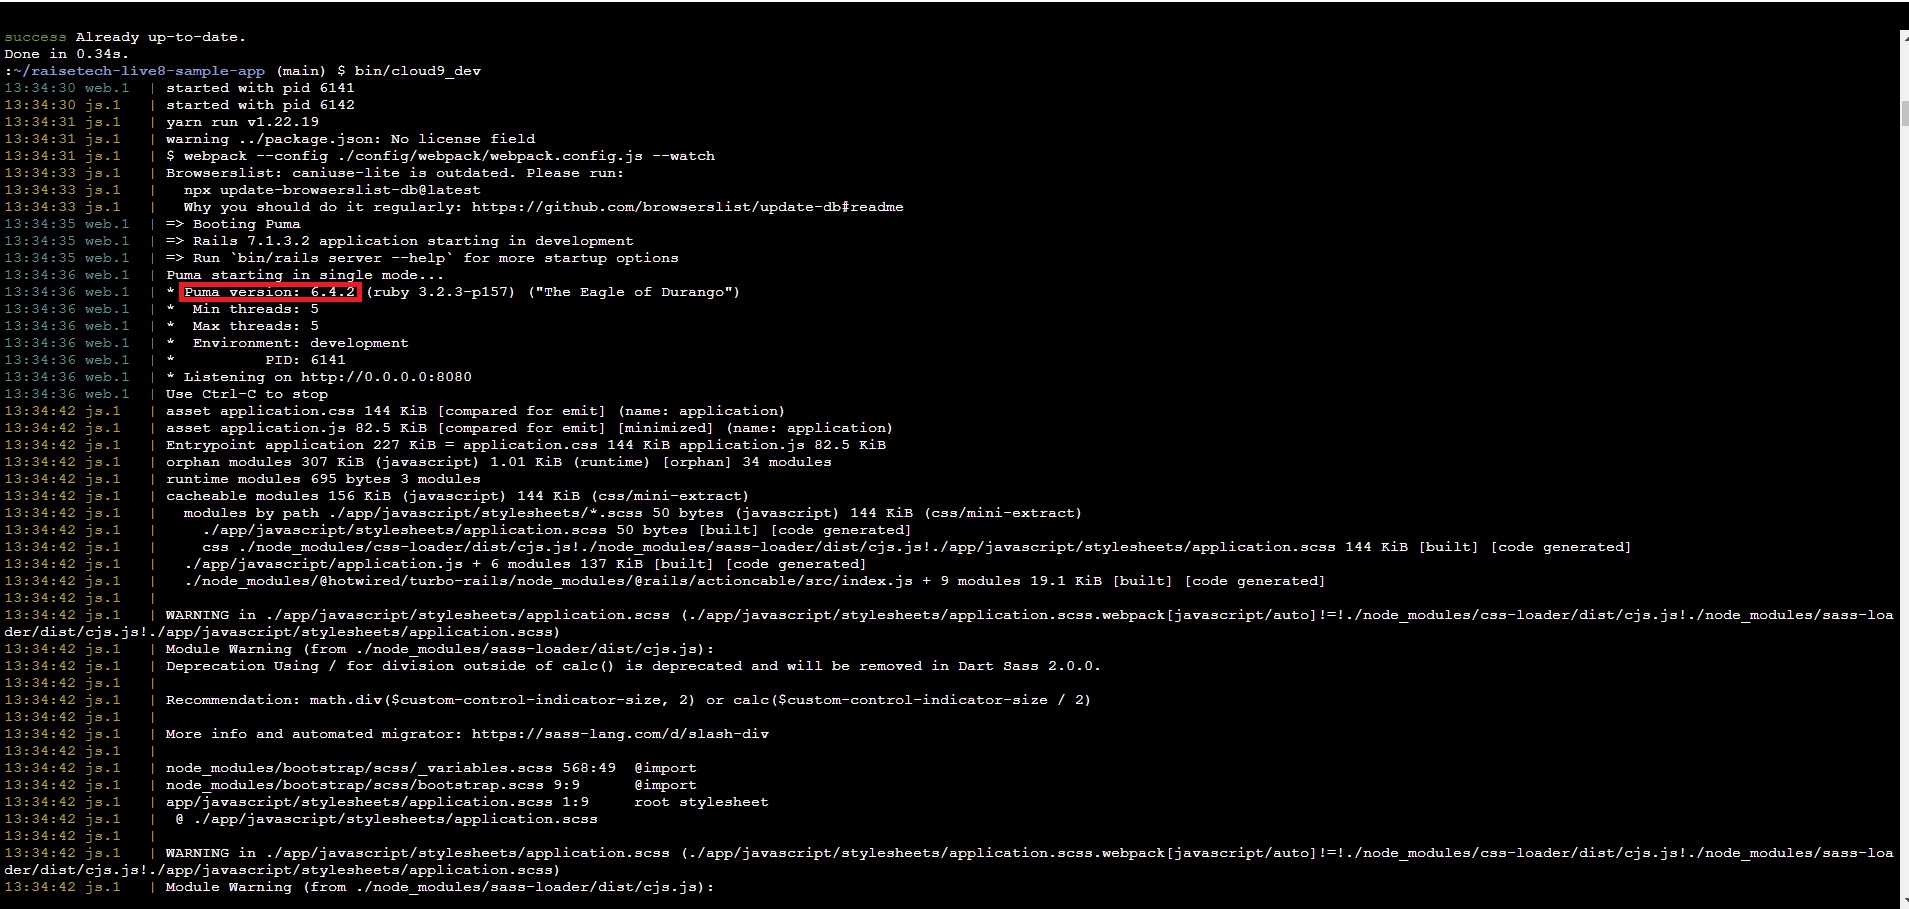 success Already up-to-date.
Done in 0.34s.
:~/raisetech-live8-sample-app (main) $ bin/cloud9_dev
13:34:30 web.1  | started with pid 6141
13:34:30 js.1   | started with pid 6142
13:34:31 js.1   | yarn run v1.22.19
13:34:31 js.1   | warning ../package.json: No license field
13:34:31 js.1   | $ webpack --config ./config/webpack/webpack.config.js --watch
13:34:33 js.1   | Browserslist: caniuse-lite is outdated. Please run:
13:34:33 js.1   |   npx update-browserslist-db@latest
13:34:33 js.1   |   Why you should do it regularly: https://github.com/browserslist/update-db#readme
13:34:35 web.1  | => Booting Puma
13:34:35 web.1  | => Rails 7.1.3.2 application starting in development
13:34:35 web.1  | => Run `bin/rails server --help` for more startup options
13:34:36 web.1  | Puma starting in single mode...
13:34:36 web.1  | * Puma version: 6.4.2 (ruby 3.2.3-p157) ("The Eagle of Durango")
13:34:36 web.1  | *  Min threads: 5
13:34:36 web.1  | *  Max threads: 5
13:34:36 web.1  | *  Environment: development
13:34:36 web.1  | *          PID: 6141
13:34:36 web.1  | * Listening on http://0.0.0.0:8080
13:34:36 web.1  | Use Ctrl-C to stop
13:34:42 js.1   | asset application.css 144 KiB [compared for emit] (name: application)
13:34:42 js.1   | asset application.js 82.5 KiB [compared for emit] [minimized] (name: application)
13:34:42 js.1   | Entrypoint application 227 KiB = application.css 144 KiB application.js 82.5 KiB
13:34:42 js.1   | orphan modules 307 KiB (javascript) 1.01 KiB (runtime) [orphan] 34 modules
13:34:42 js.1   | runtime modules 695 bytes 3 modules
13:34:42 js.1   | cacheable modules 156 KiB (javascript) 144 KiB (css/mini-extract)
13:34:42 js.1   |   modules by path ./app/javascript/stylesheets/*.scss 50 bytes (javascript) 144 KiB (css/mini-extract)
13:34:42 js.1   |     ./app/javascript/stylesheets/application.scss 50 bytes [built] [code generated]
13:34:42 js.1   |     css ./node_modules/css-loader/dist/cjs.js!./node_modules/sass-loader/dist/cjs.js!./app/javascript/stylesheets/application.scss 144 KiB [built] [code generated]
13:34:42 js.1   |   ./app/javascript/application.js + 6 modules 137 KiB [built] [code generated]
13:34:42 js.1   |   ./node_modules/@hotwired/turbo-rails/node_modules/@rails/actioncable/src/index.js + 9 modules 19.1 KiB [built] [code generated]
13:34:42 js.1   |
13:34:42 js.1   | WARNING in ./app/javascript/stylesheets/application.scss (./app/javascript/stylesheets/application.scss.webpack[javascript/auto]!=!./node_modules/css-loader/dist/cjs.js!./node_modules/sass-loa
der/dist/cjs.js!./app/javascript/stylesheets/application.scss)
13:34:42 js.1   | Module Warning (from ./node_modules/sass-loader/dist/cjs.js):
13:34:42 js.1   | Deprecation Using / for division outside of calc() is deprecated and will be removed in Dart Sass 2.0.0.
13:34:42 js.1   |
13:34:42 js.1   | Recommendation: math.div($custom-control-indicator-size, 2) or calc($custom-control-indicator-size / 2)
13:34:42 js.1   |
13:34:42 js.1   | More info and automated migrator: https://sass-lang.com/d/slash-div
13:34:42 js.1   |
13:34:42 js.1   | node_modules/bootstrap/scss/_variables.scss 568:49  @import
13:34:42 js.1   | node_modules/bootstrap/scss/bootstrap.scss 9:9      @import
13:34:42 js.1   | app/javascript/stylesheets/application.scss 1:9     root stylesheet
13:34:42 js.1   |  @ ./app/javascript/stylesheets/application.scss
13:34:42 js.1   |
13:34:42 js.1   | WARNING in ./app/javascript/stylesheets/application.scss (./app/javascript/stylesheets/application.scss.webpack[javascript/auto]!=!./node_modules/css-loader/dist/cjs.js!./node_modules/sass-loa
der/dist/cjs.js!./app/javascript/stylesheets/application.scss)
13:34:42 js.1   | Module Warning (from ./node_modules/sass-loader/dist/cjs.js):